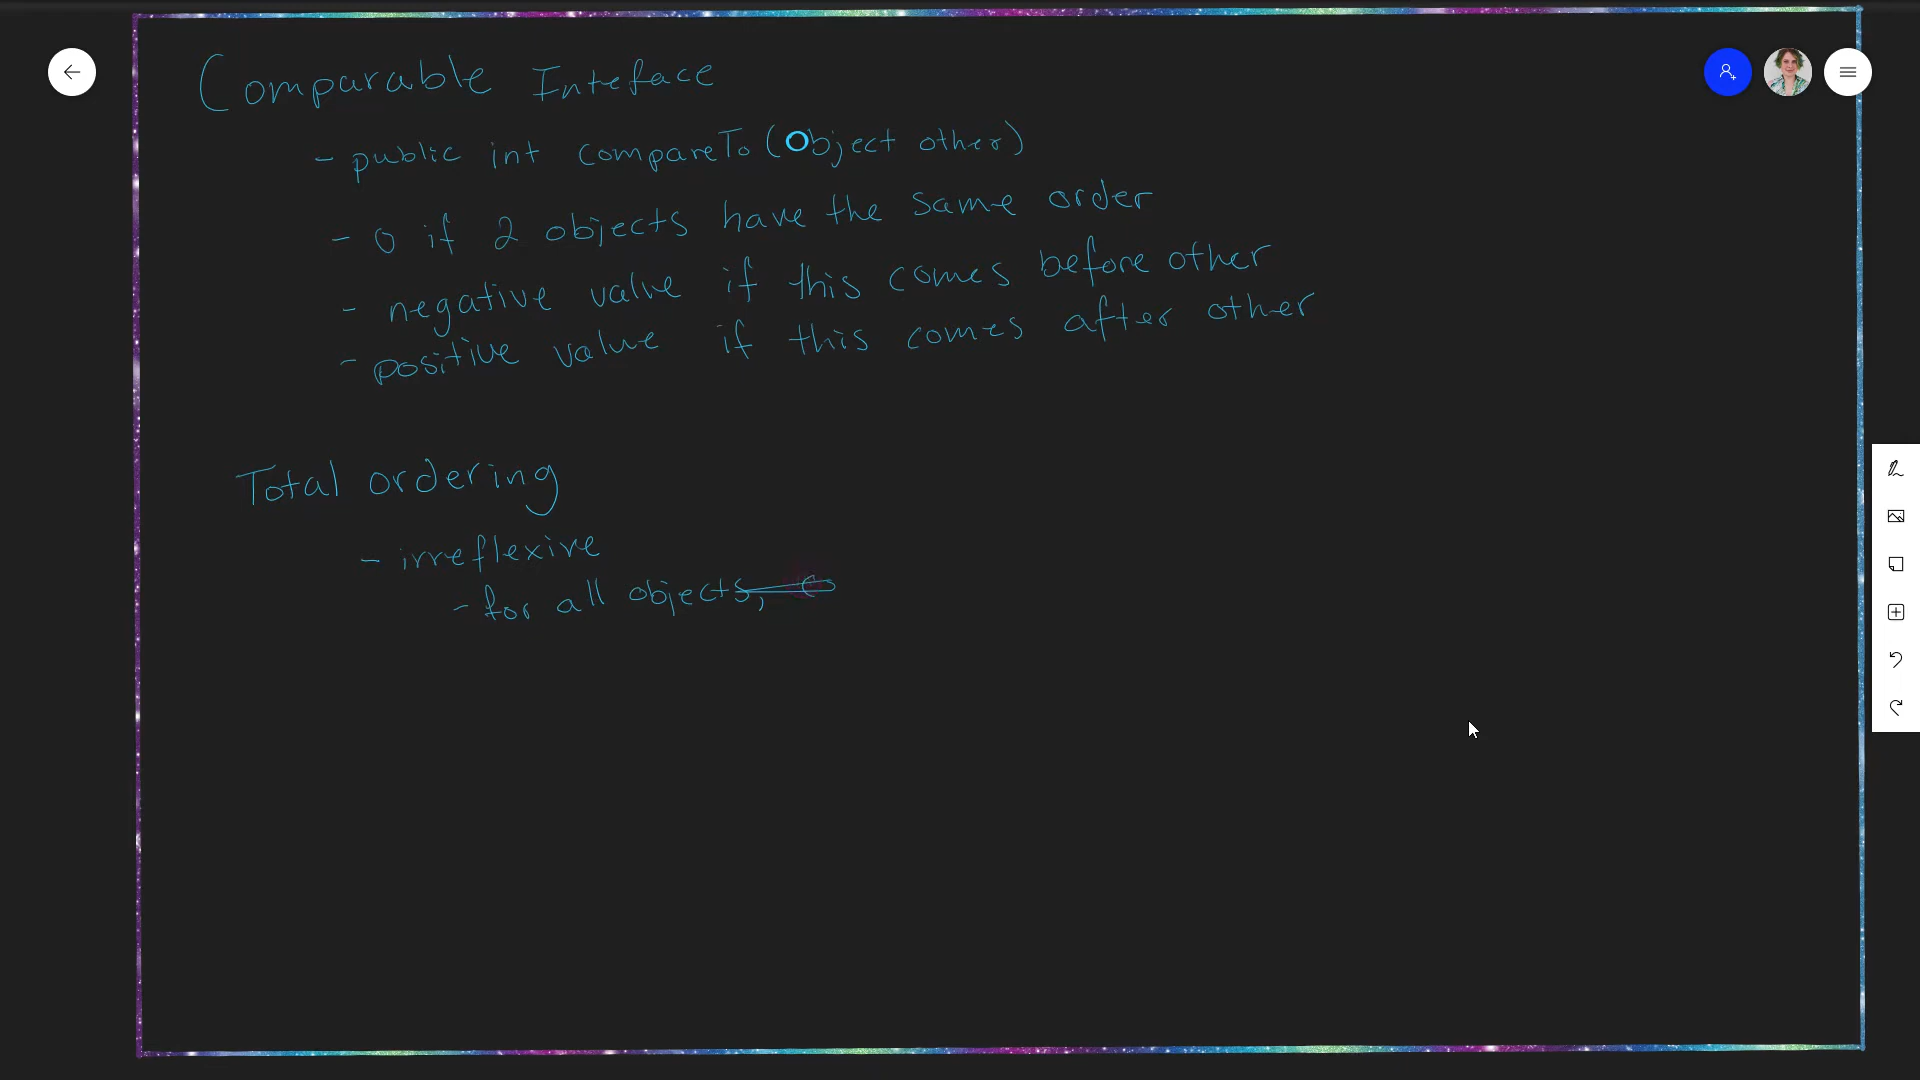 Comparable Inteface
- public int compareTo (Object other)
- 0 if 2 objects have the same order
- negative value if this comes before other
- positive value if this comes after other
Total ordering
- irreflexive
- for all objects,